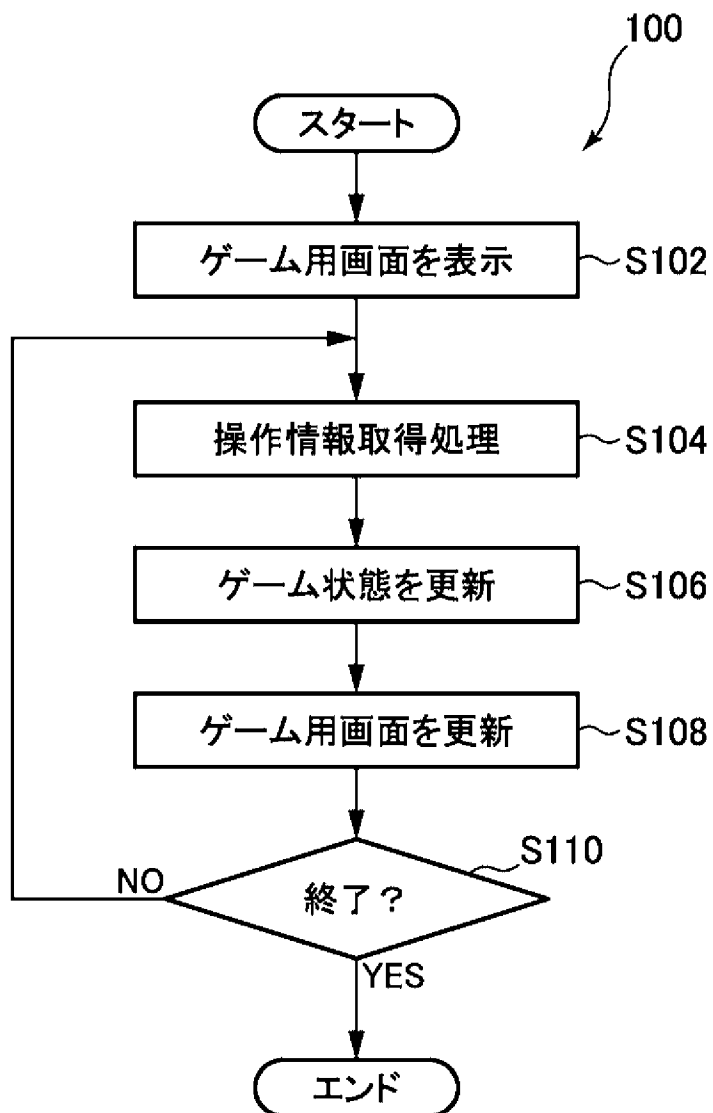 100
スタート
ゲーム用画面を表示
S102
操作情報取得処理
S104
ゲーム状態を更新
S106
ゲーム用画面を更新
S108
S110
終了?
NO
YES
エンド